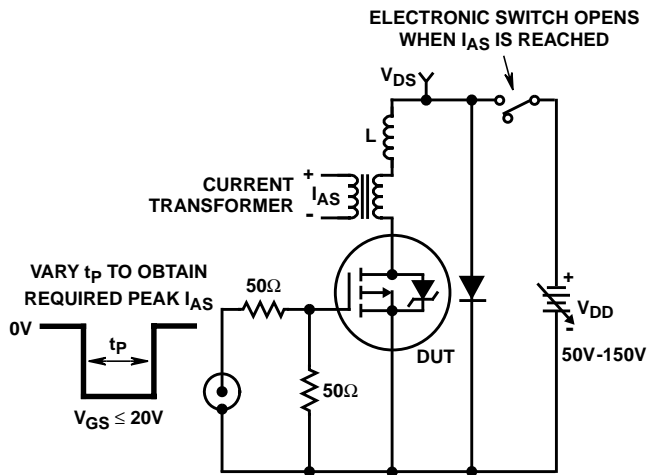 ELECTRONIC SWITCH OPENS
WHEN IAS IS REACHED
VDS
L
+
CURRENT
TRANSFORMER
IAS
-
VARY tP TO OBTAIN
REQUIRED PEAK IAS
50Ω
0V
tP
VGS ≤ 20V
50Ω
DUT
+
VDD
-
50V-150V